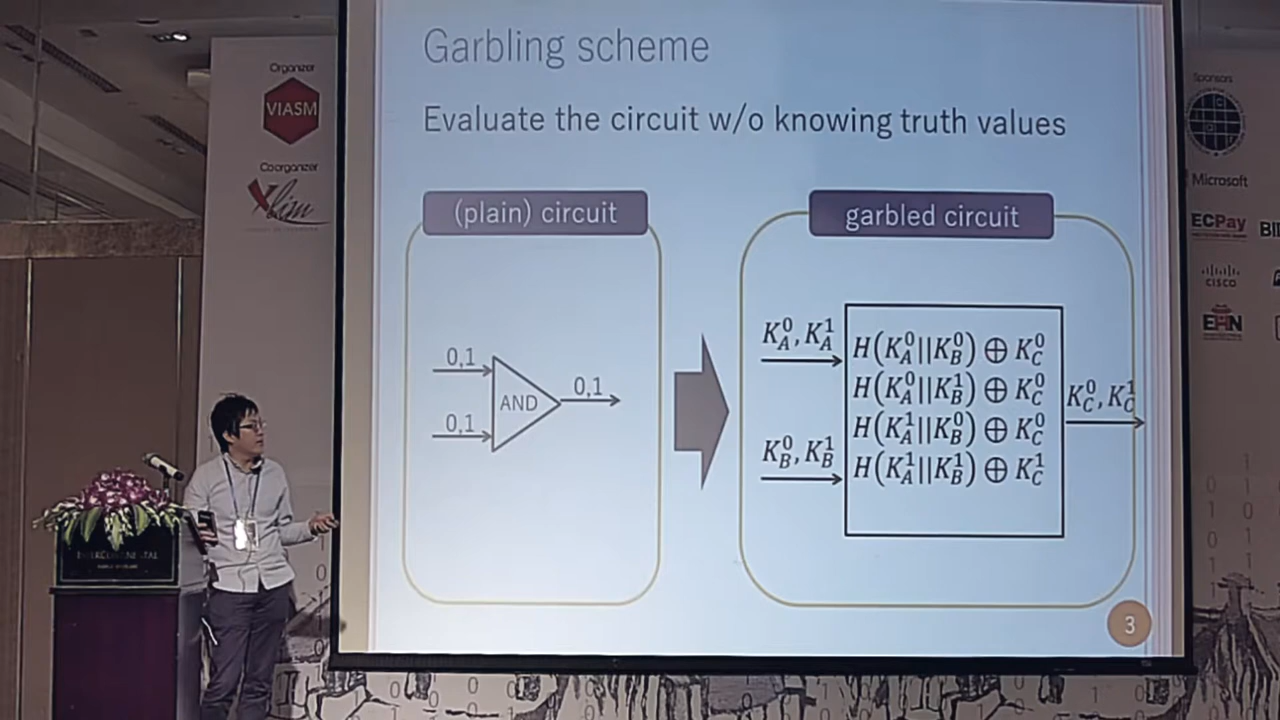 Garbling scheme
Evaluate the circuit w/o knowing truth values
(plain) circuit
0,1
0,1
AND
0,1
garbled circuit
K_A^0, K_A^1
K_B^0, K_B^1
H(K_A^0||K_B^0) ⊕ K_C^0
H(K_A^0||K_B^1) ⊕ K_C^0
H(K_A^1||K_B^0) ⊕ K_C^0
H(K_A^1||K_B^1) ⊕ K_C^1
K_C^0, K_C^1
3
Organizer
VIASM
Coorganizer
Xlim
Sponsors
Microsoft
ECPay
CISCO
INTERCONTINENTAL